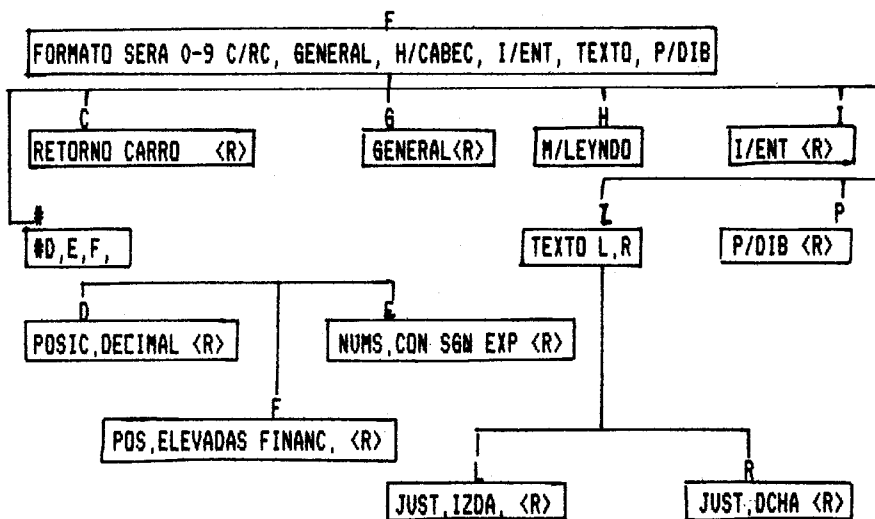 F
FORMATO SERA 0-9 C/RC, GENERAL, H/CABEC, I/ENT, TEXTO, P/DIB
C G H I
RETORNO CARRO <R> GENERAL<R> M/LEYNDO I/ENT <R>
# Z P
#D,E,F, TEXTO L,R P/DIB <R>
D E
POSIC,DECIMAL <R> NUMS,CON SGN EXP <R>
F
POS,ELEVADAS FINANC, <R>
L R
JUST,IZDA, <R> JUST,DCHA <R>